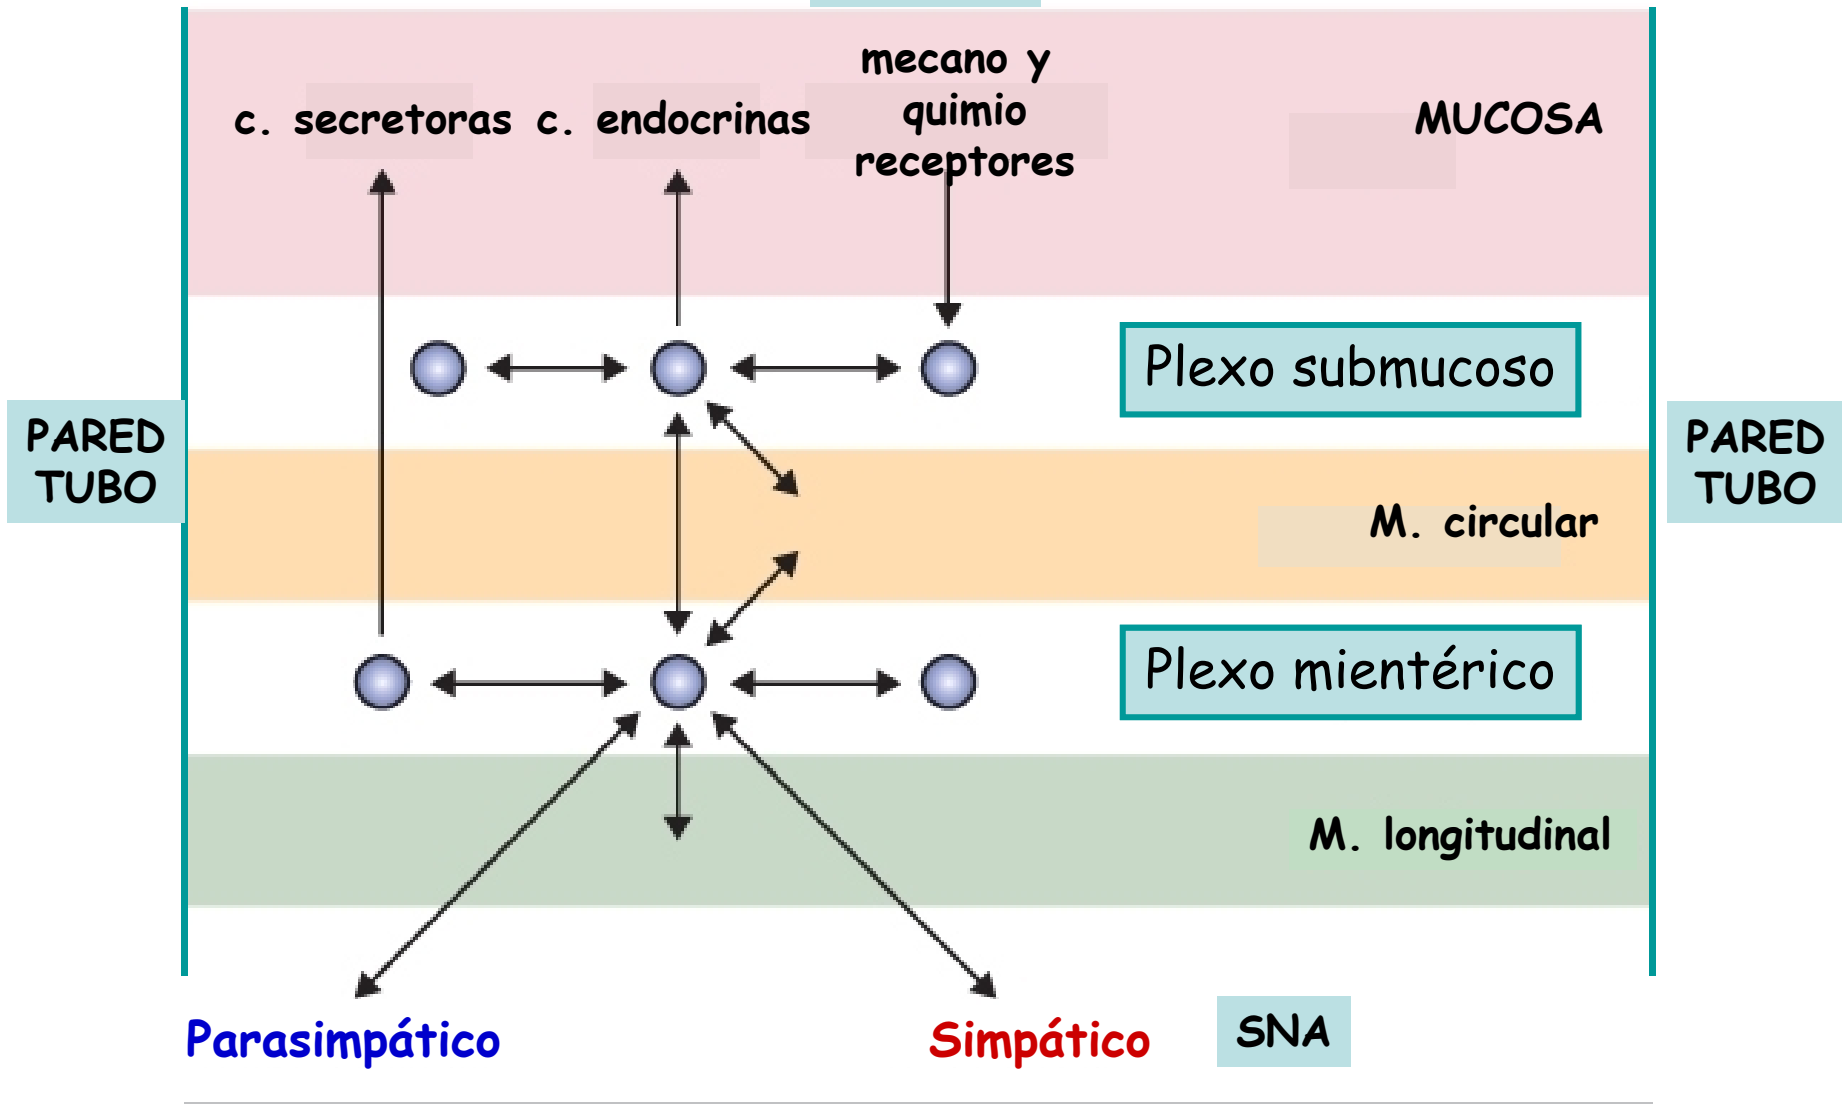 mecano y
quimio
receptores
c. secretoras
c. endocrinas
MUCOSA
Plexo submucoso
PARED
TUBO
PARED
TUBO
M. circular
Plexo mientérico
M. longitudinal
Parasimpático
Simpático
SNA